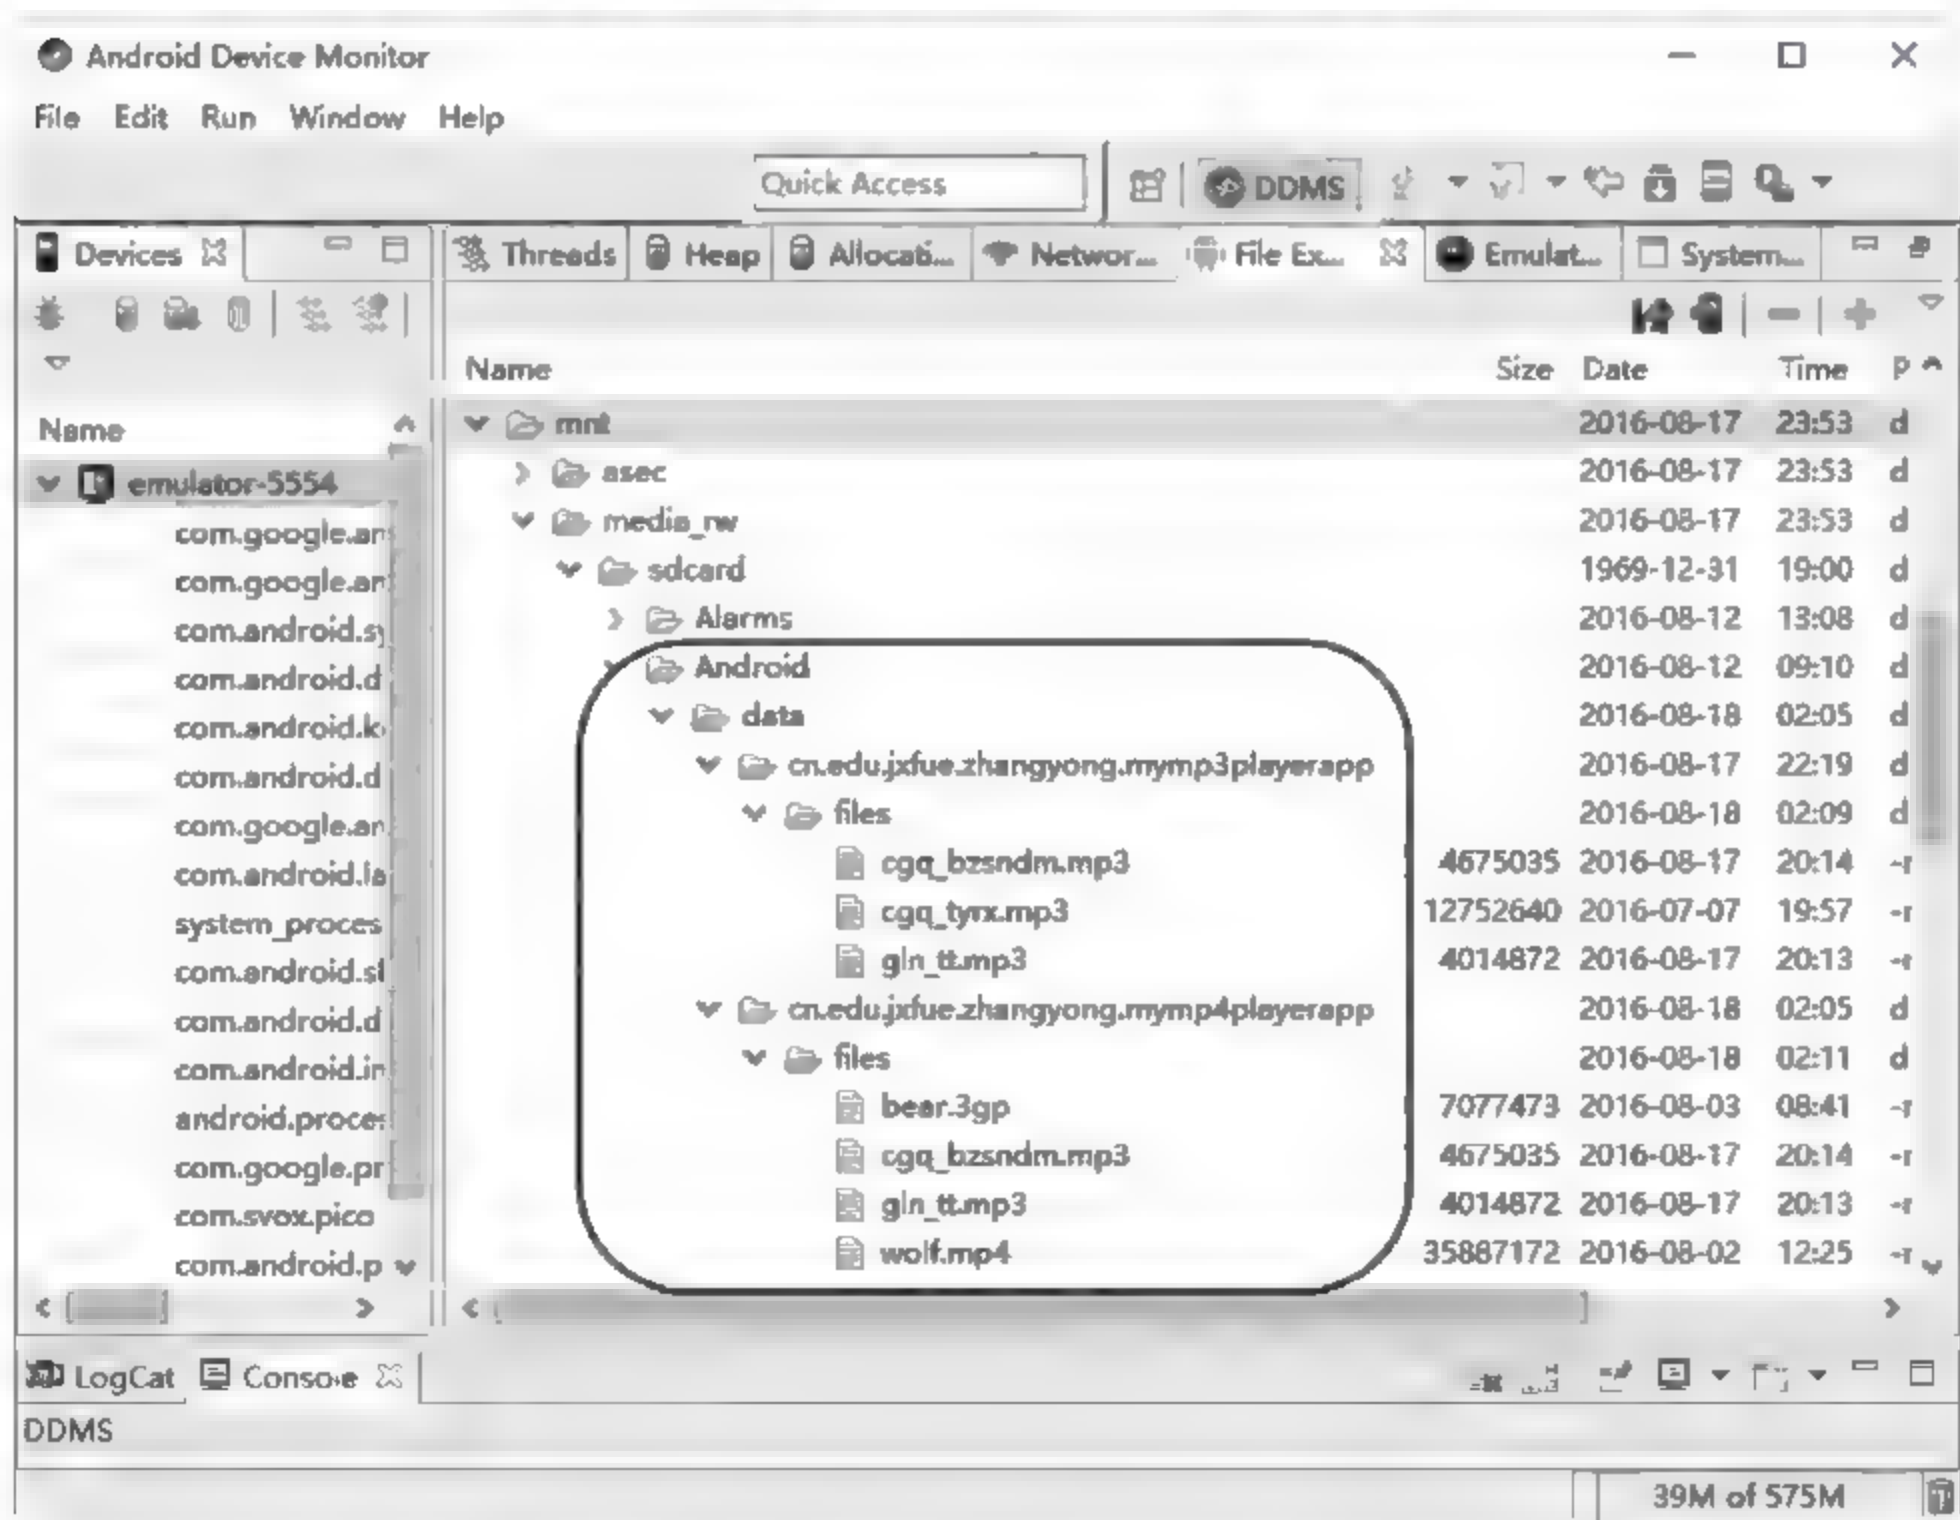 Android Device Monitor
File Edit Run Window Help
Quick Access DDMS
Devices Threads Heap Allocati... Networ... File Ex... Emulat... System...
Name Size Date Time P
mnt 2016-08-17 23:53 d
asec 2016-08-17 23:53 d
media_rw 2016-08-17 23:53 d
sdcard 1969-12-31 19:00 d
Alarms 2016-08-12 13:08 d
Android 2016-08-12 09:10 d
data 2016-08-18 02:05 d
cn.edu.jxfue.zhangyong.mymp3playerapp 2016-08-17 22:19 d
files 2016-08-18 02:09 d
cgq_bzsndm.mp3 4675035 2016-08-17 20:14 -r
cgq_tyrx.mp3 12752640 2016-07-07 19:57 -r
gln_tt.mp3 4014872 2016-08-17 20:13 -r
cn.edu.jxfue.zhangyong.mymp4playerapp 2016-08-18 02:05 d
files 2016-08-18 02:11 d
bear.3gp 7077473 2016-08-03 08:41 -r
cgq_bzsndm.mp3 4675035 2016-08-17 20:14 -r
gln_tt.mp3 4014872 2016-08-17 20:13 -r
wolf.mp4 35887172 2016-08-02 12:25 -r
Name
emulator-5554
com.google.an
com.google.an
com.android.sy
com.android.d
com.android.k
com.android.d
com.google.an
com.android.la
system_proces
com.android.sl
com.android.d
com.android.in
android.proces
com.google.pr
com.svox.pico
com.android.p
LogCat Console
DDMS
39M of 575M